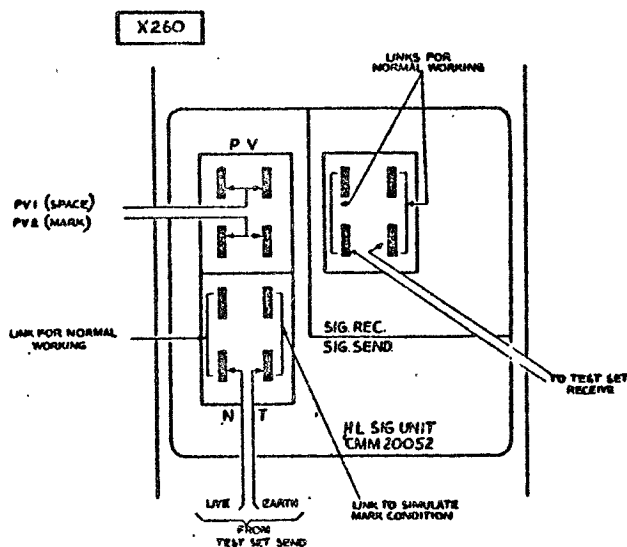 X260
LINKS FOR
NORMAL WORKING
P V
PV1 (SPACE)
PV2 (MARK)
LINK FOR NORMAL
WORKING
SIG. REC.
SIG. SEND.
TO TEST SET
RECEIVE
N T
HL SIG UNIT
CMM 20052
LIVE EARTH
FROM
TEST SET SEND
LINK TO SIMULATE
MARK CONDITION